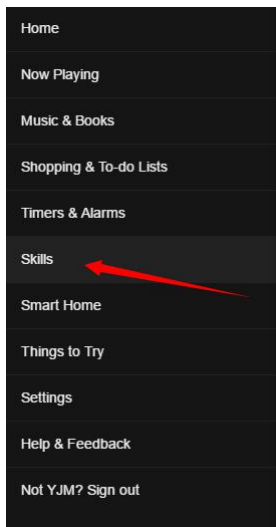 Home
Now Playing
Music & Books
Shopping & To-do Lists
Timers & Alarms
Skills
Smart Home
Things to Try
Settings
Help & Feedback
Not YJM? Sign out